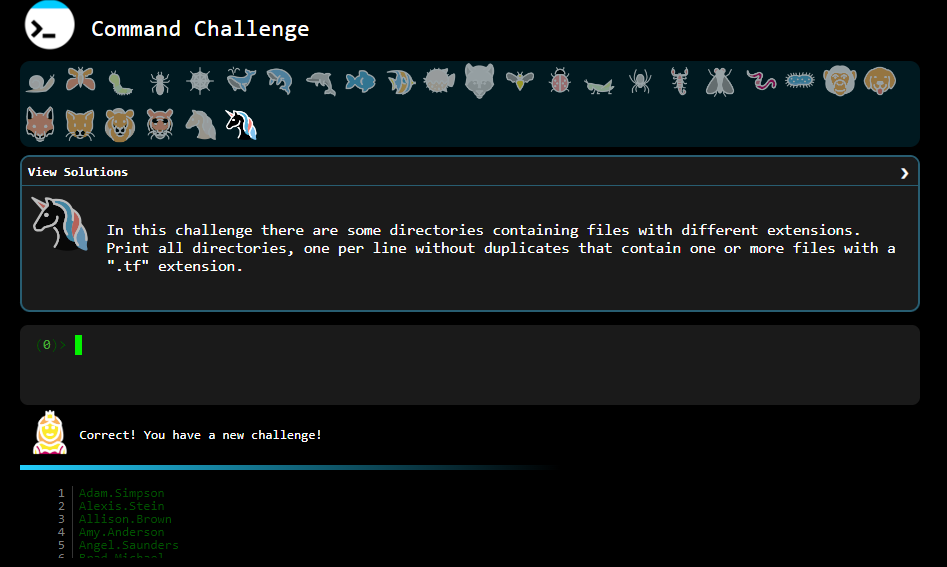 Command Challenge
View Solutions
In this challenge there are some directories containing files with different extensions.
Print all directories, one per line without duplicates that contain one or more files with a
".tf" extension.
(0)>
Correct! You have a new challenge!
1 Adam.Simpson
2 Alexis.Stein
3 Allison.Brown
4 Amy.Anderson
5 Angel.Saunders
6 Brad.Michael